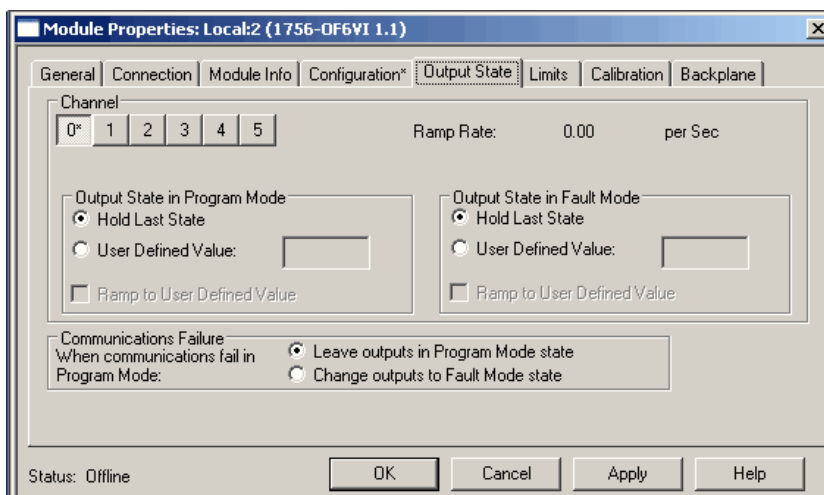 Module Properties: Local:2 (1756-OF6VI 1.1)
General Connection Module Info Configuration* Output State Limits Calibration Backplane
Channel
0* 1 2 3 4 5 Ramp Rate: 0.00 per Sec
Output State in Program Mode
Hold Last State
User Defined Value:
Ramp to User Defined Value
Output State in Fault Mode
Hold Last State
User Defined Value:
Ramp to User Defined Value
Communications Failure
When communications fail in
Program Mode:
Leave outputs in Program Mode state
Change outputs to Fault Mode state
Status: Offline OK Cancel Apply Help